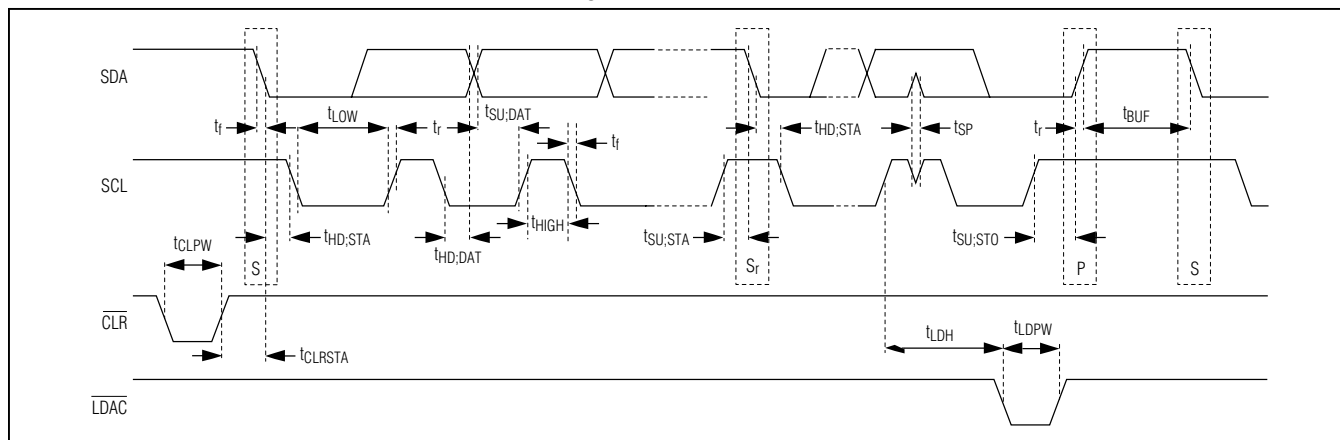 SDA
tLOW
tSU;DAT
tf
tr
tf
tHD;STA
tSP
tr
tBUF
SCL
tHD;STA
tHIGH
tHD;DAT
tSU;STA
tSU;STO
tCLPW
S
Sr
P
S
CLR
tCLRSTA
tLDH
tLDPW
LDAC